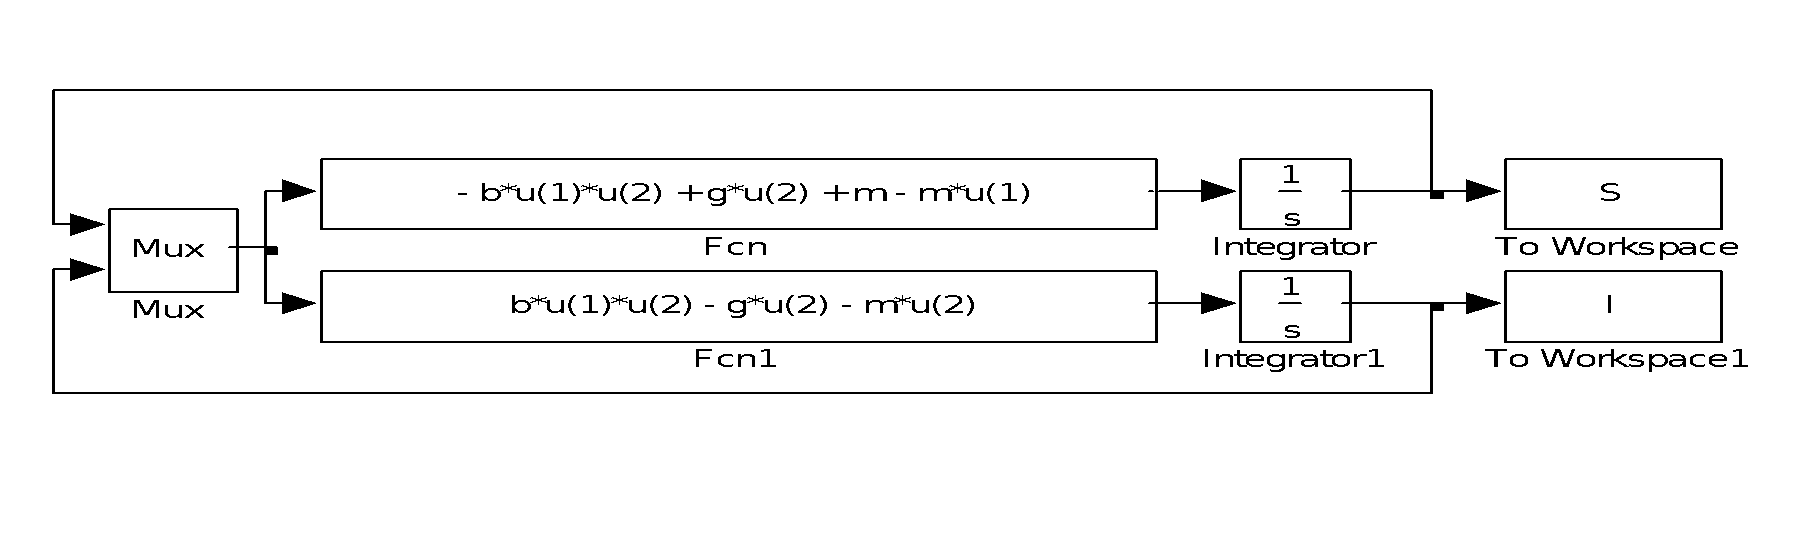 - b*u(1)*u(2) + g*u(2) + m - m*u(1)
1
s
S
Mux
Fcn
Integrator
To Workspace
Mux
b*u(1)*u(2) - g*u(2) - m*u(2)
1
s
I
Fcn1
Integrator1
To Workspace1